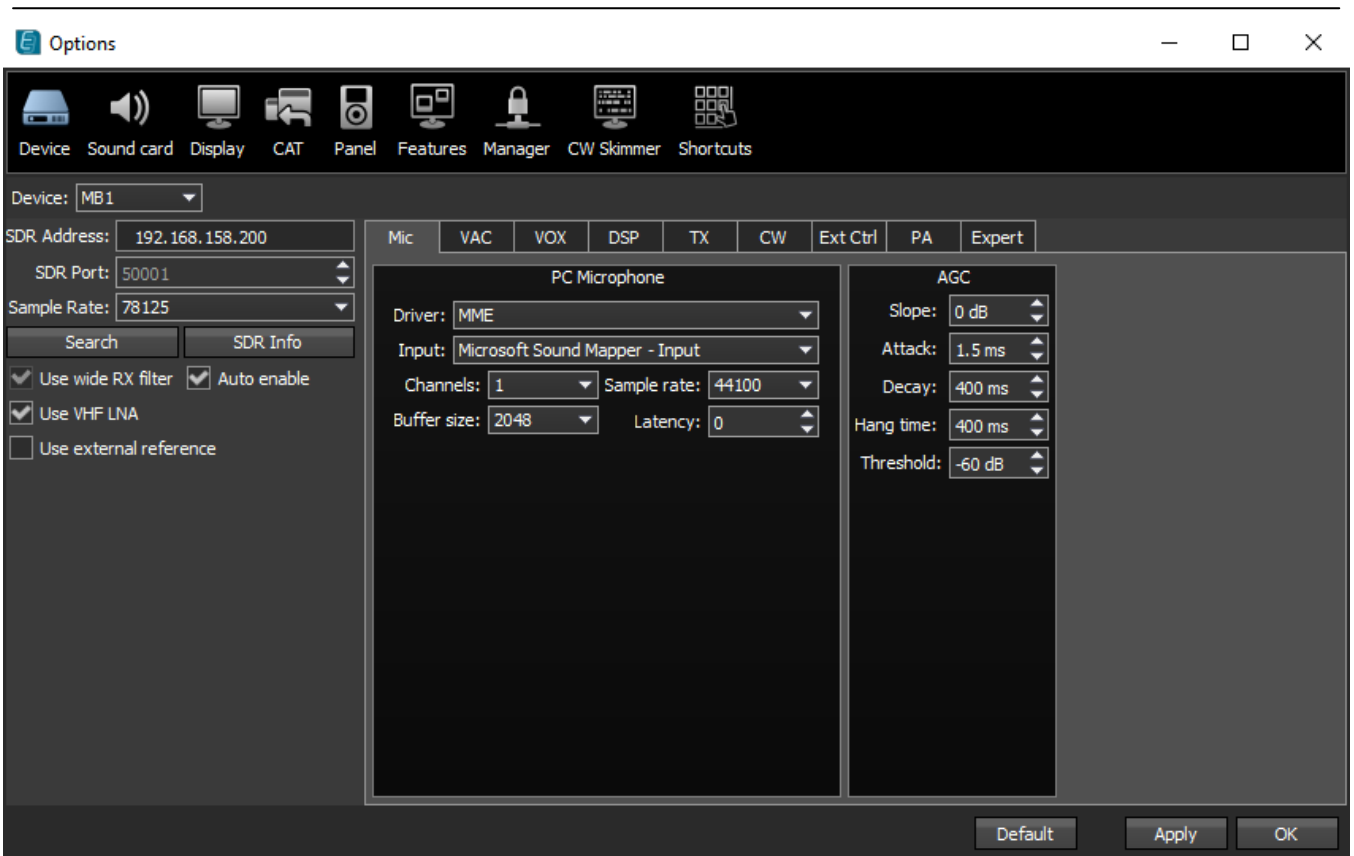 Options
Device Sound card Display CAT Panel Features Manager CW Skimmer Shortcuts
Device: MB1
SDR Address: 192.168.158.200
SDR Port: 50001
Sample Rate: 78125
Search SDR Info
Use wide RX filter Auto enable
Use VHF LNA
Use external reference
Mic VAC VOX DSP TX CW Ext Ctrl PA Expert
PC Microphone
Driver: MME
Input: Microsoft Sound Mapper - Input
Channels: 1 Sample rate: 44100
Buffer size: 2048 Latency: 0
AGC
Slope: 0 dB
Attack: 1.5 ms
Decay: 400 ms
Hang time: 400 ms
Threshold: -60 dB
Default Apply OK